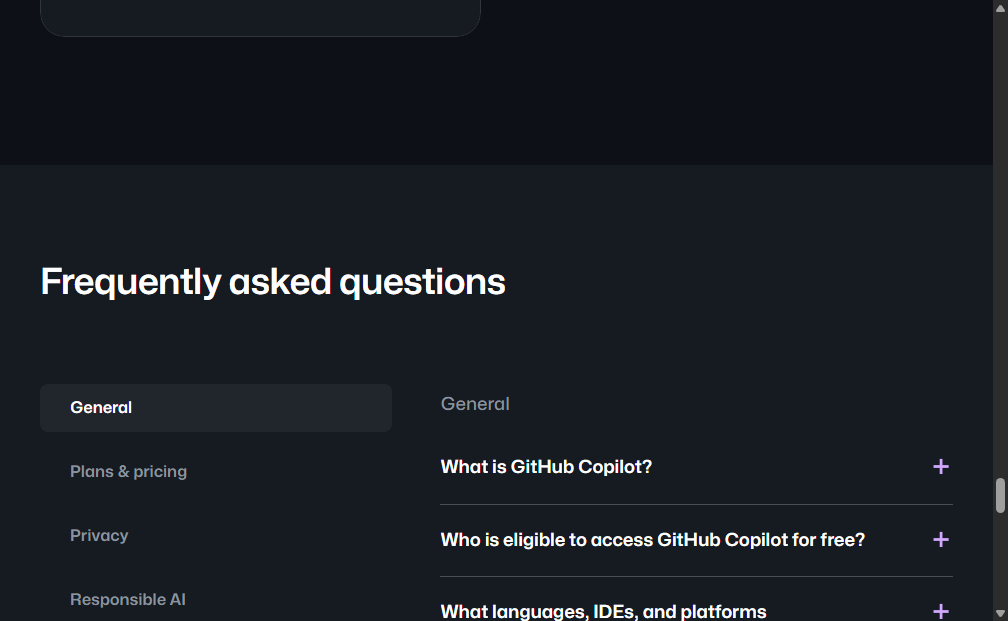 Frequently asked questions
General
Plans & pricing
Privacy
Responsible AI
General
What is GitHub Copilot?
Who is eligible to access GitHub Copilot for free?
What languages, IDEs, and platforms